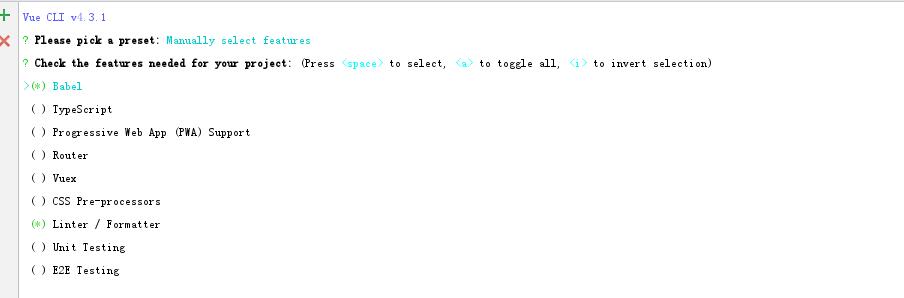 Vue CLI v4.3.1
? Please pick a preset: Manually select features
? Check the features needed for your project: (Press <space> to select, <a> to toggle all, <i> to invert selection)
>(*) Babel
( ) TypeScript
( ) Progressive Web App (PWA) Support
( ) Router
( ) Vuex
( ) CSS Pre-processors
(*) Linter / Formatter
( ) Unit Testing
( ) E2E Testing